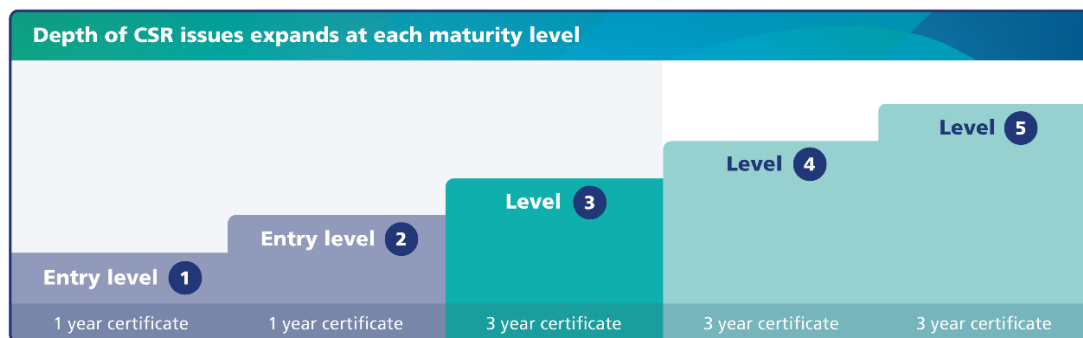 Depth of CSR issues expands at each maturity level
Level 5
Level 4
Level 3
Entry level 2
Entry level 1
1 year certificate
1 year certificate
3 year certificate
3 year certificate
3 year certificate